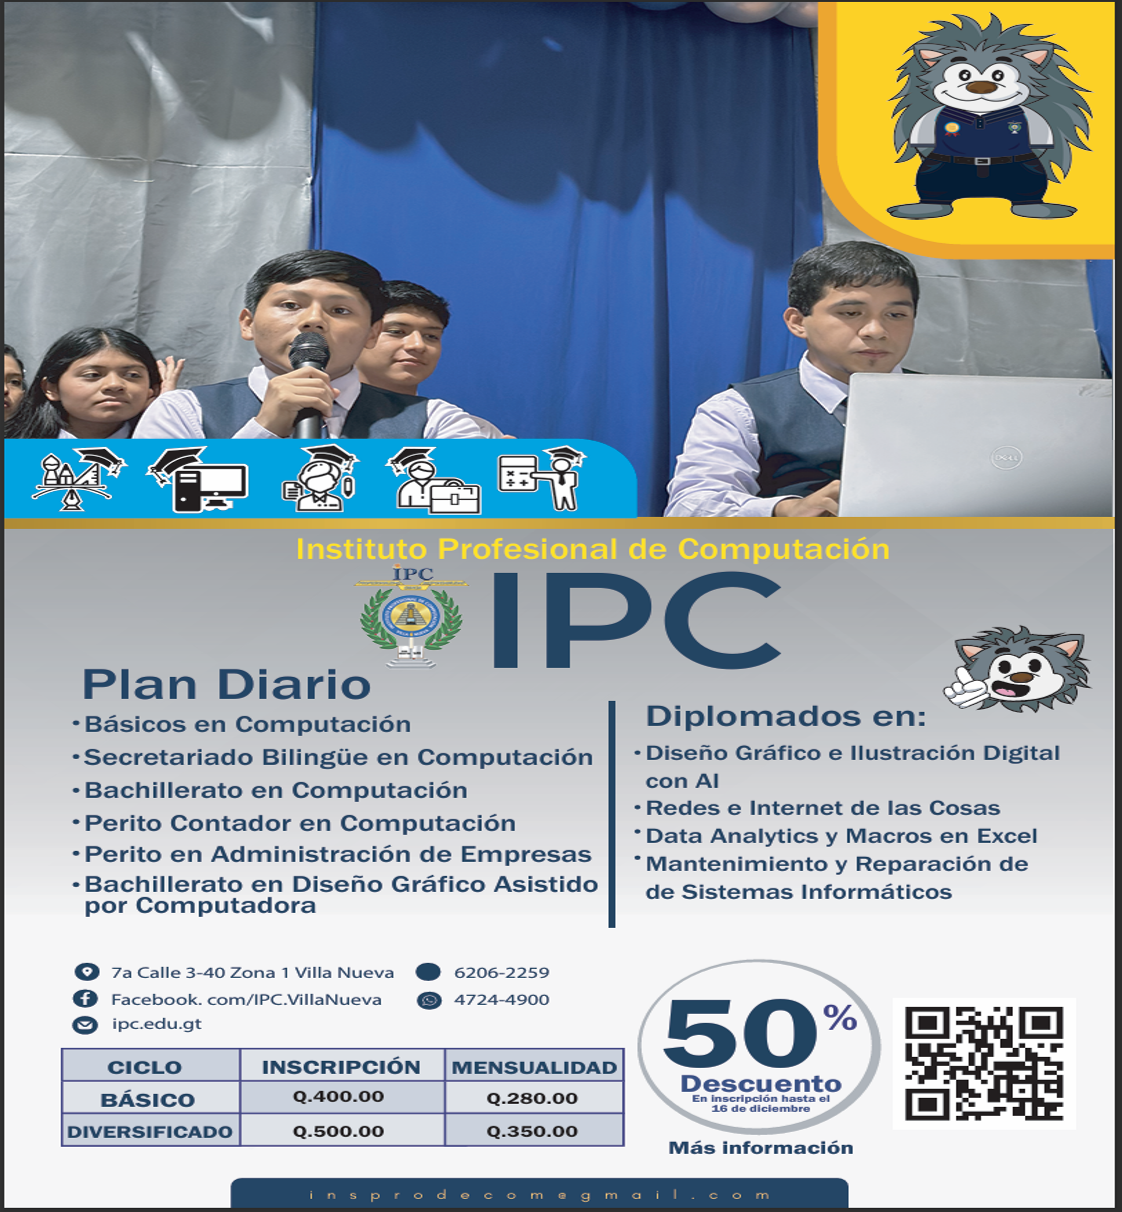 DELL
Instituto Profesional de Computación
IPC
IPC
Plan Diario
· Básicos en Computación
· Secretariado Bilingüe en Computación
· Bachillerato en Computación
· Perito Contador en Computación
· Perito en Administración de Empresas
· Bachillerato en Diseño Gráfico Asistido
por Computadora
Diplomados en:
· Diseño Gráfico e Ilustración Digital
con AI
· Redes e Internet de las Cosas
· Data Analytics y Macros en Excel
· Mantenimiento y Reparación de
de Sistemas Informáticos
7a Calle 3-40 Zona 1 Villa Nueva
6206-2259
Facebook. com/IPC.VillaNueva
4724-4900
ipc.edu.gt
CICLO INSCRIPCIÓN MENSUALIDAD
BÁSICO Q.400.00 Q.280.00
DIVERSIFICADO Q.500.00 Q.350.00
50%
Descuento
En inscripción hasta el
16 de diciembre
Más información
insprodecom@gmail.com